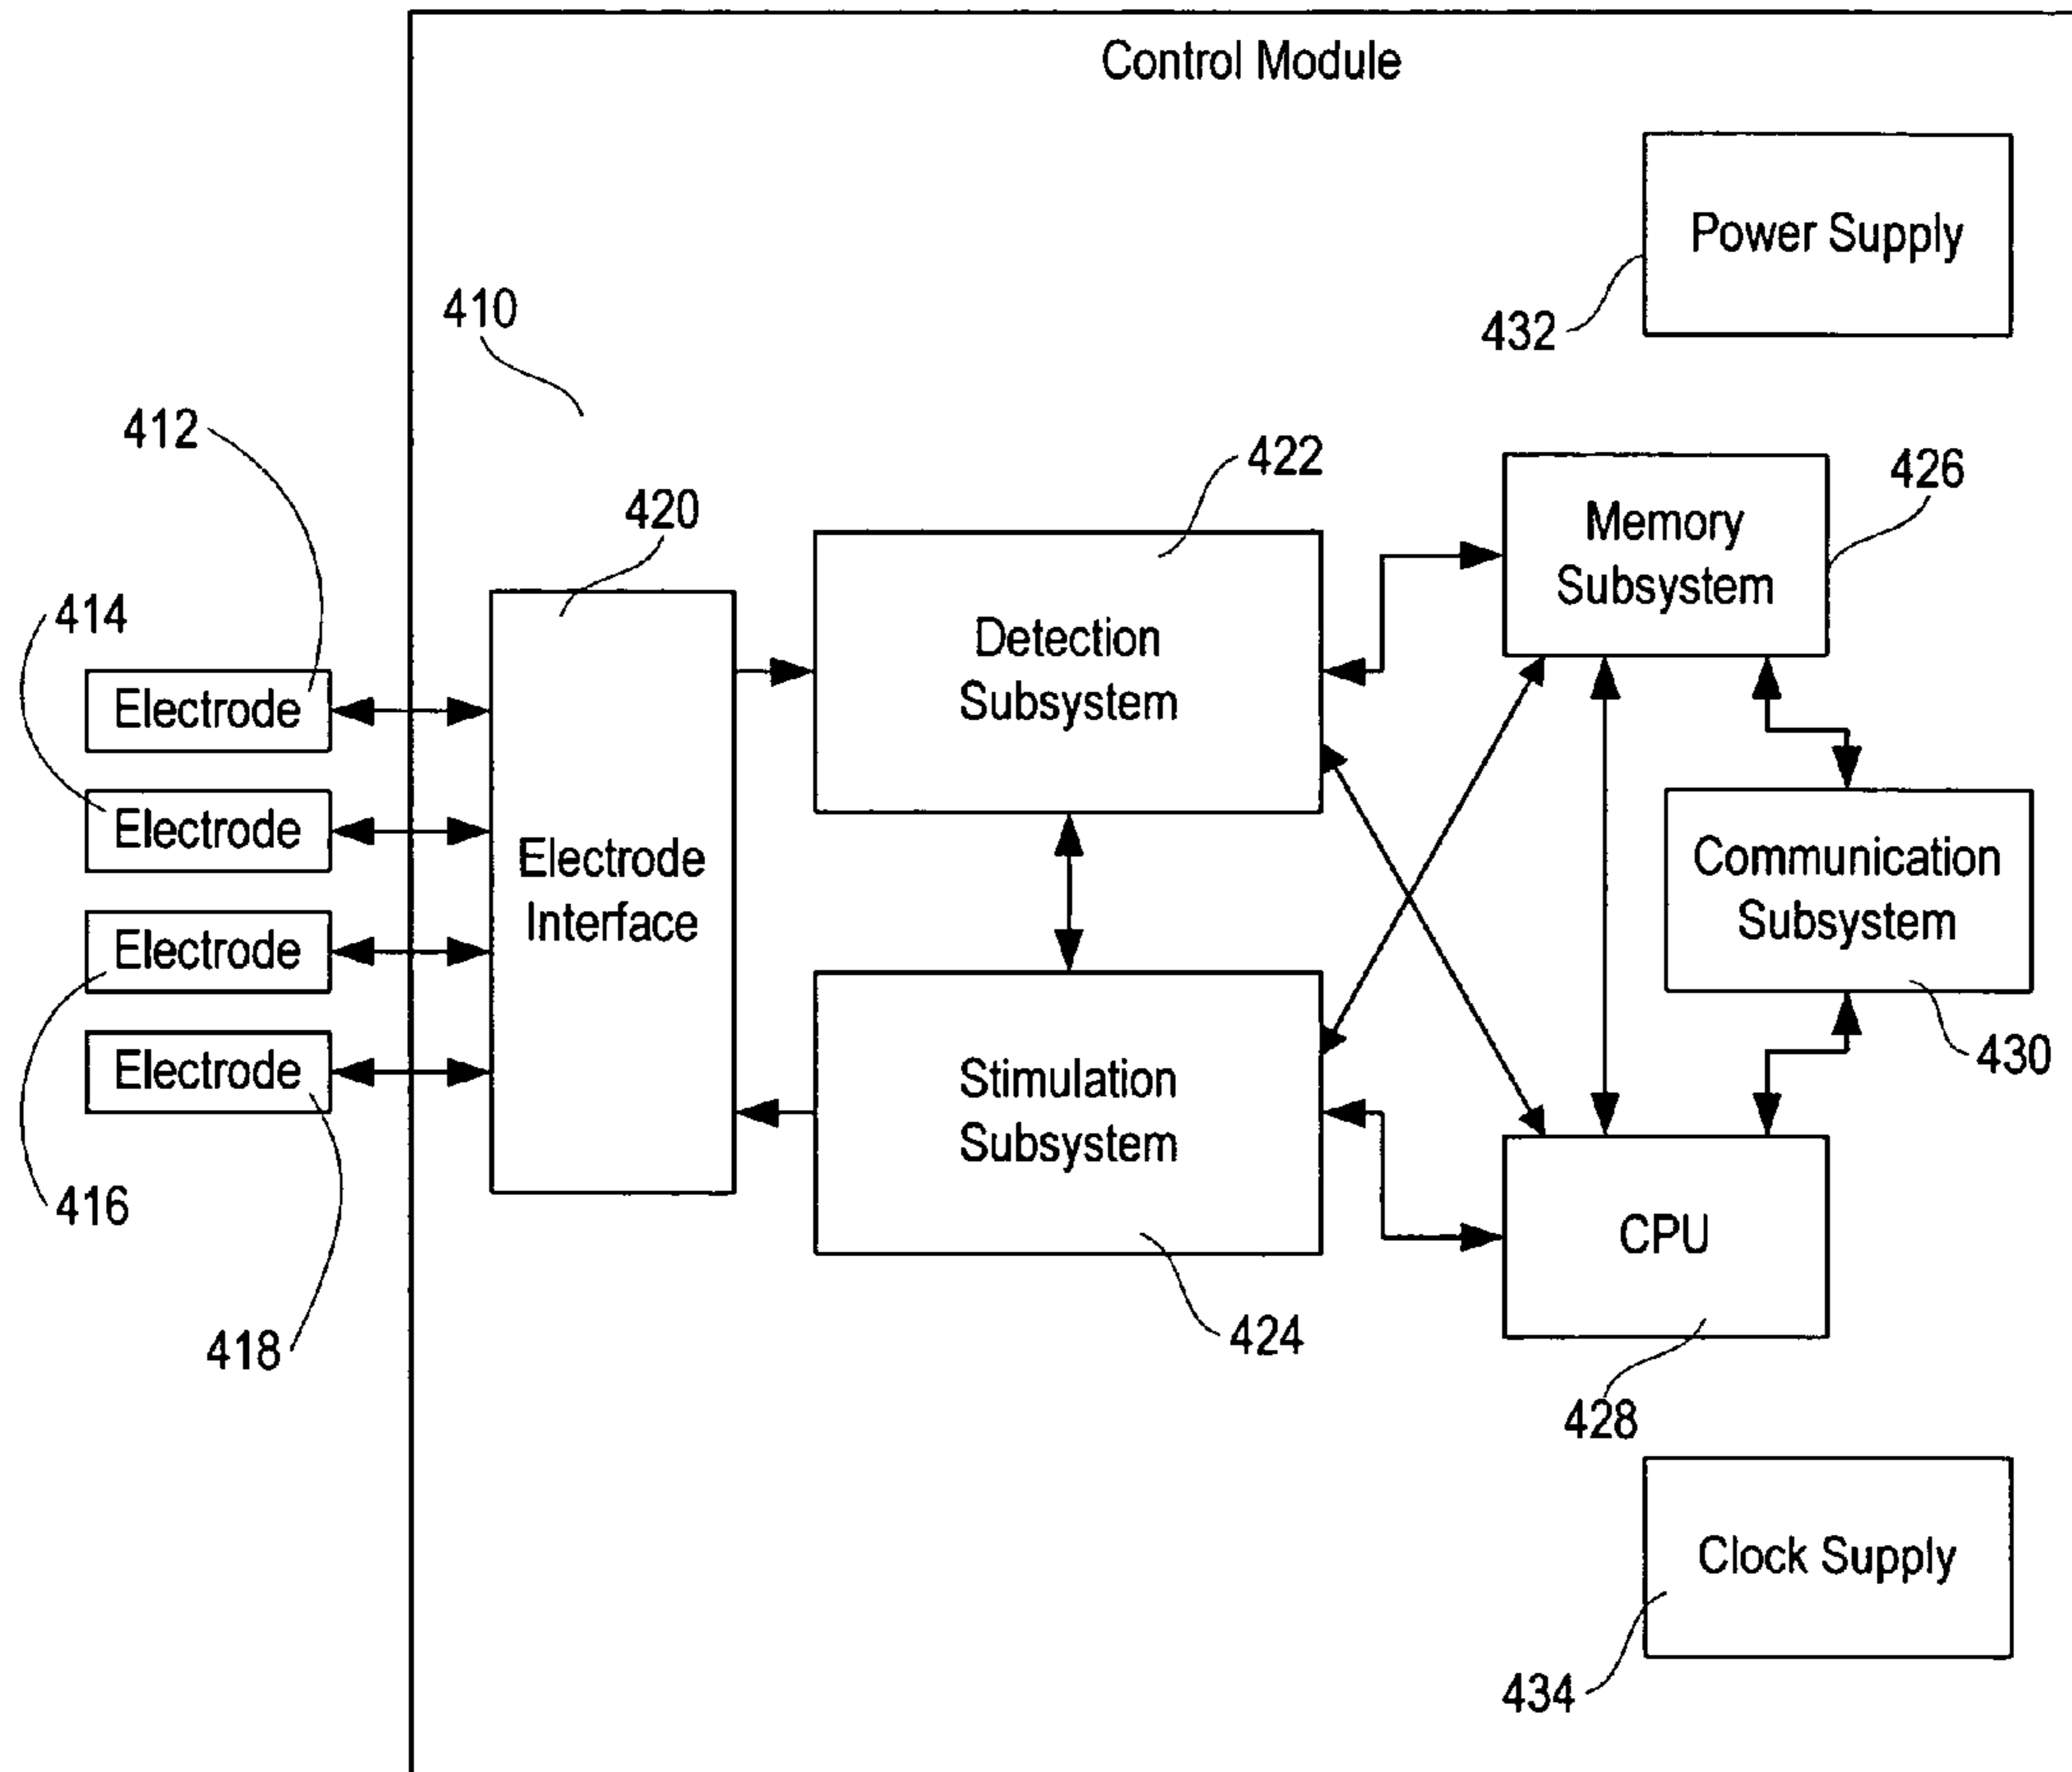 Control Module
Power Supply
432
410
412
422
426
420
Memory
Subsystem
414
Detection
Subsystem
Electrode
Electrode
Communication
Subsystem
Electrode
Interface
Electrode
430
Electrode
Stimulation
Subsystem
416
CPU
418
424
428
Clock Supply
434